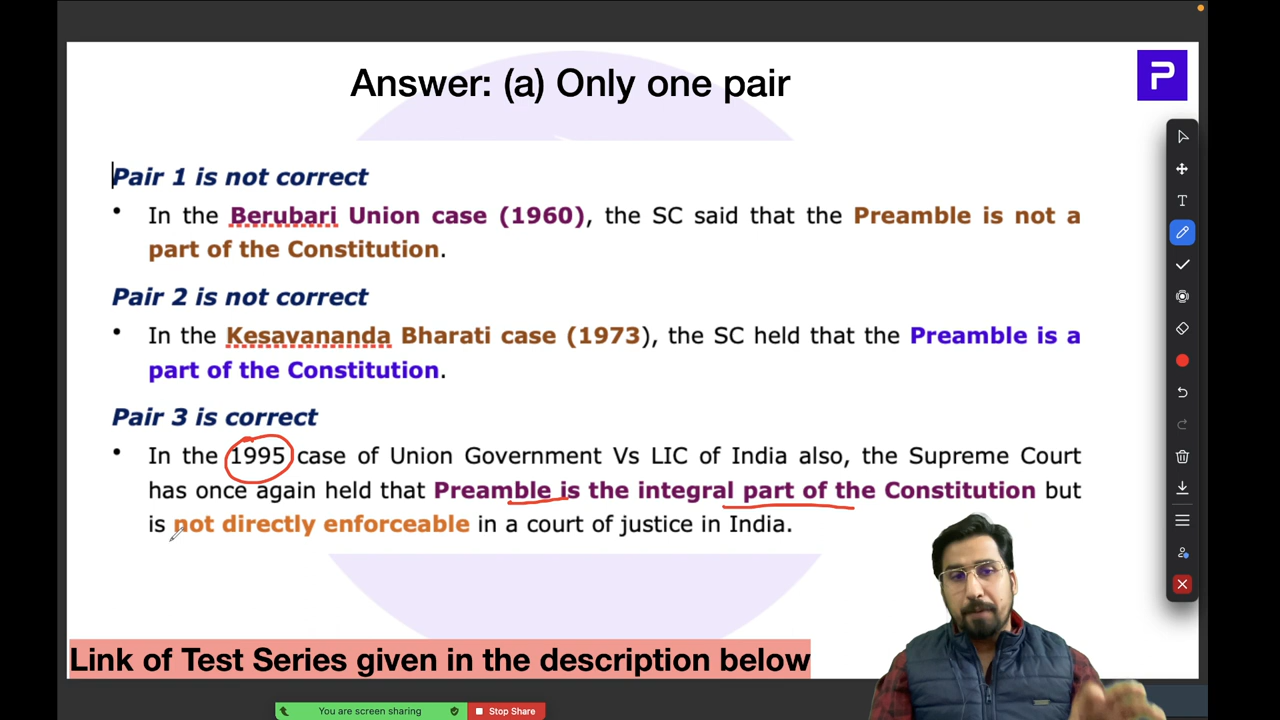 Answer: (a) Only one pair
P
Pair 1 is not correct
• In the Berubari Union case (1960), the SC said that the Preamble is not a
part of the Constitution.
Pair 2 is not correct
• In the Kesavananda Bharati case (1973), the SC held that the Preamble is a
part of the Constitution.
Pair 3 is correct
• In the 1995 case of Union Government Vs LIC of India also, the Supreme Court
has once again held that Preamble is the integral part of the Constitution but
is not directly enforceable in a court of justice in India.
Link of Test Series given in the description below
You are screen sharing
Stop Share
T